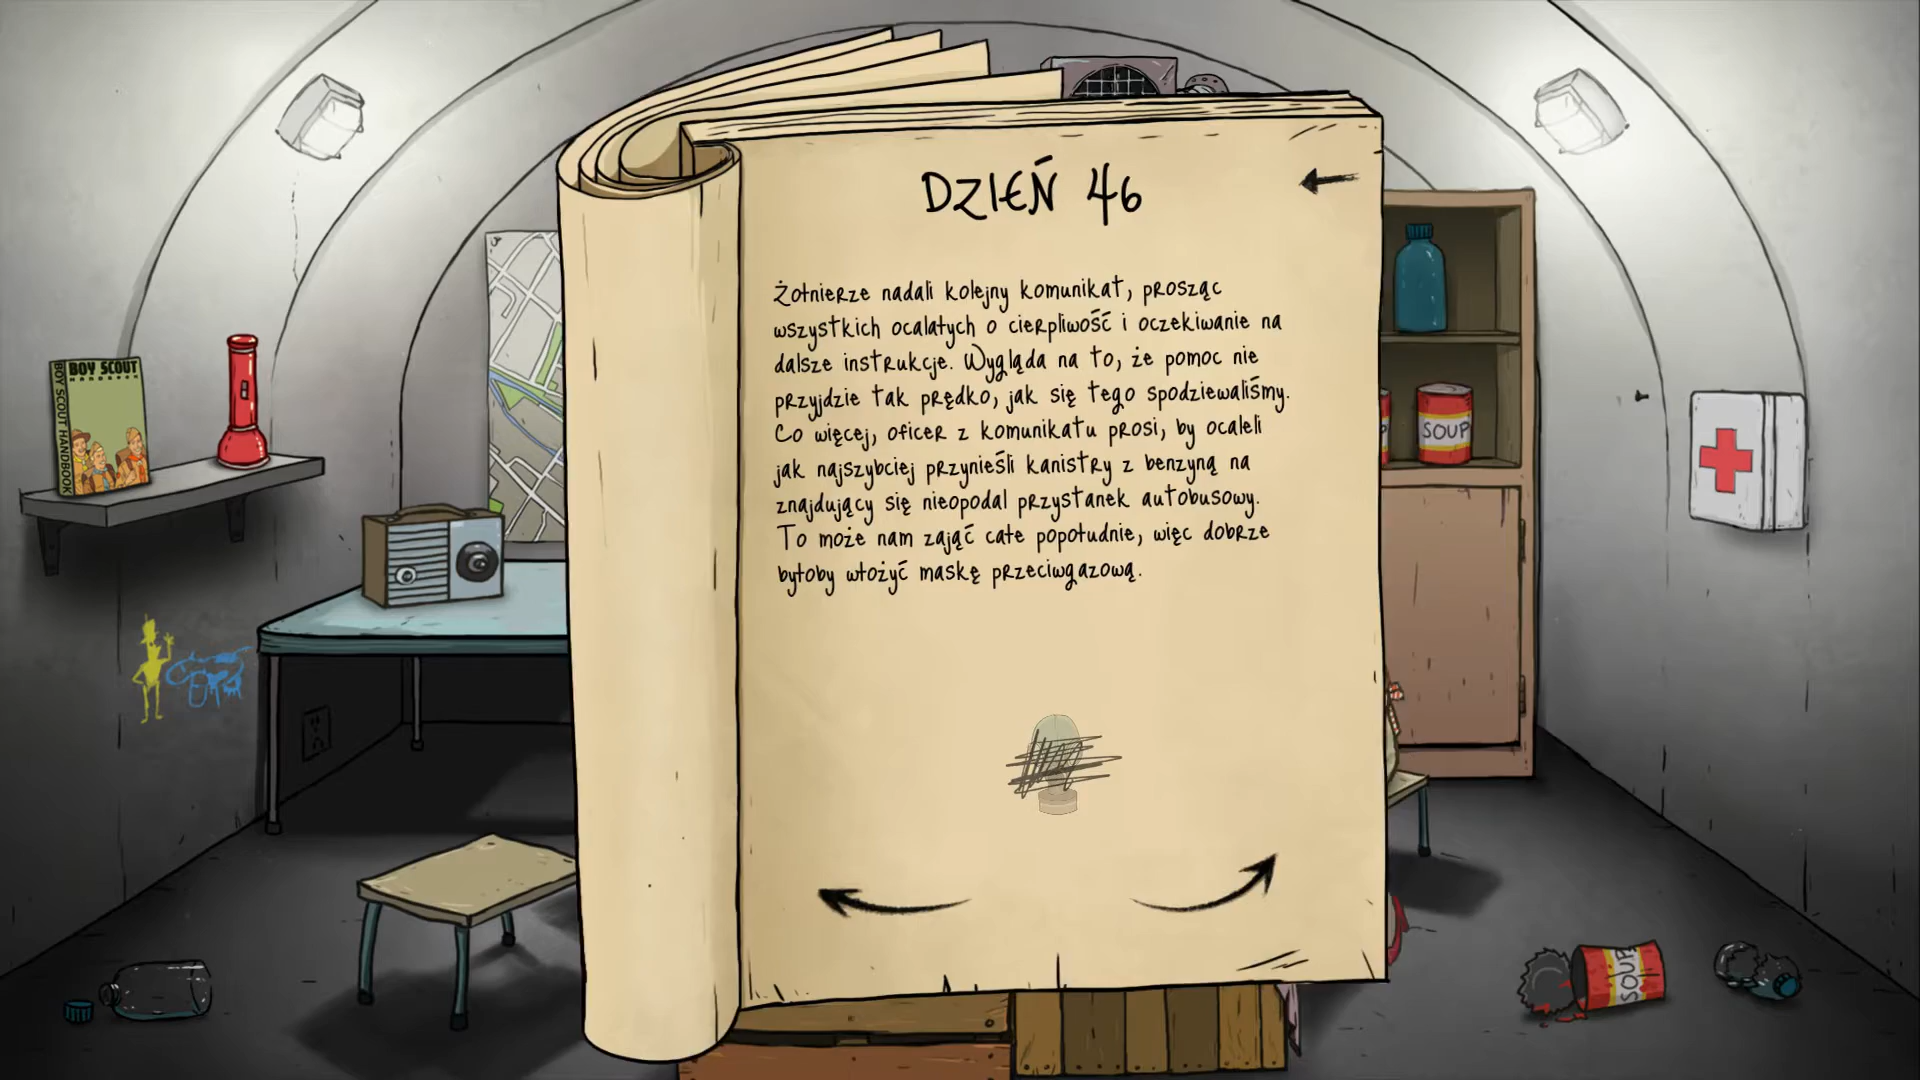 DZIEŃ 46
Żołnierze nadali kolejny komunikat, prosząc
wszystkich ocalałych o cierpliwość i oczekiwanie na
dalsze instrukcje. Wygląda na to, że pomoc nie
przyjdzie tak prędko, jak się tego spodziewaliśmy.
Co więcej, oficer z komunikatu prosi, by ocaleli
jak najszybciej przynieśli kanistry z benzyną na
znajdujący się nieopodal przystanek autobusowy.
To może nam zająć całe popołudnie, więc dobrze
byłoby włożyć maskę przeciwgazową.
BOY SCOUT
HANDBOOK
BOY SCOUT HANDBOOK
SOUP
SOUP